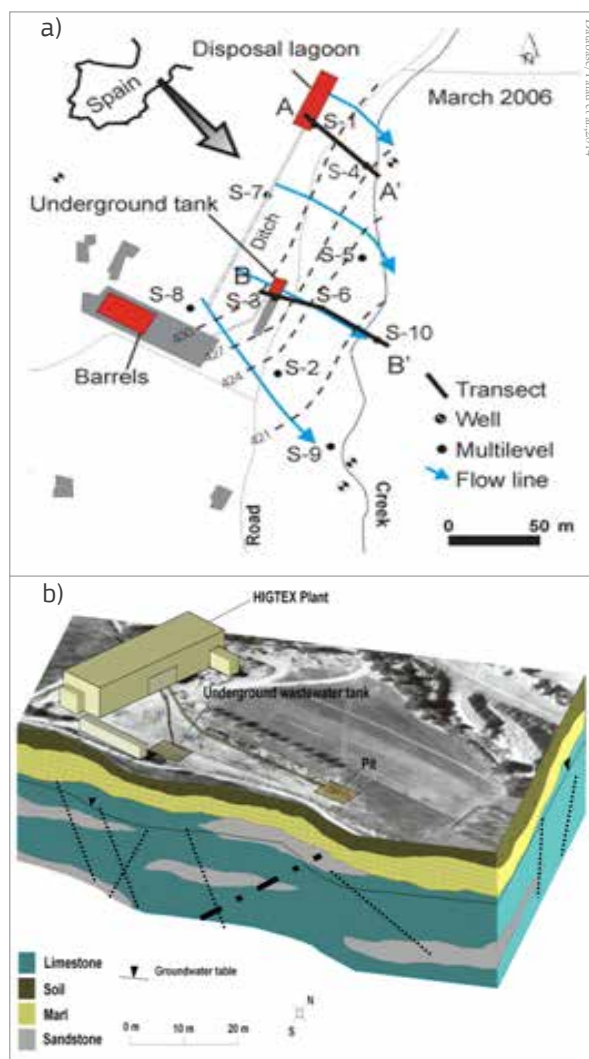 a)
Disposal lagoon
March 2006
N
Spain
A
S-1
S-4
A'
S-7
Underground tank
Ditch
S-5
B
S-8
S-3
S-6
S-10
B'
430
427
424
421
S-2
Barrels
S-9
Road
Creek
Transect
Well
Multilevel
Flow line
0 50 m
b)
HIGTEX Plant
Underground wastewater tank
Pit
Limestone
Soil
Marl
Sandstone
Groundwater table
0 m 10 m 20 m
N
S